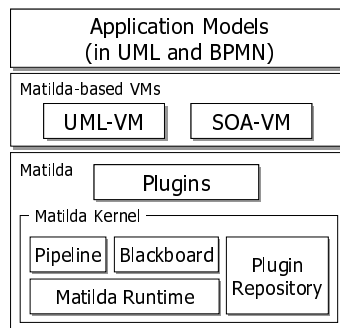 Application Models
(in UML and BPMN)
Matilda-based VMs
UML-VM
SOA-VM
Matilda
Plugins
Matilda Kernel
Pipeline
Blackboard
Plugin
Repository
Matilda Runtime